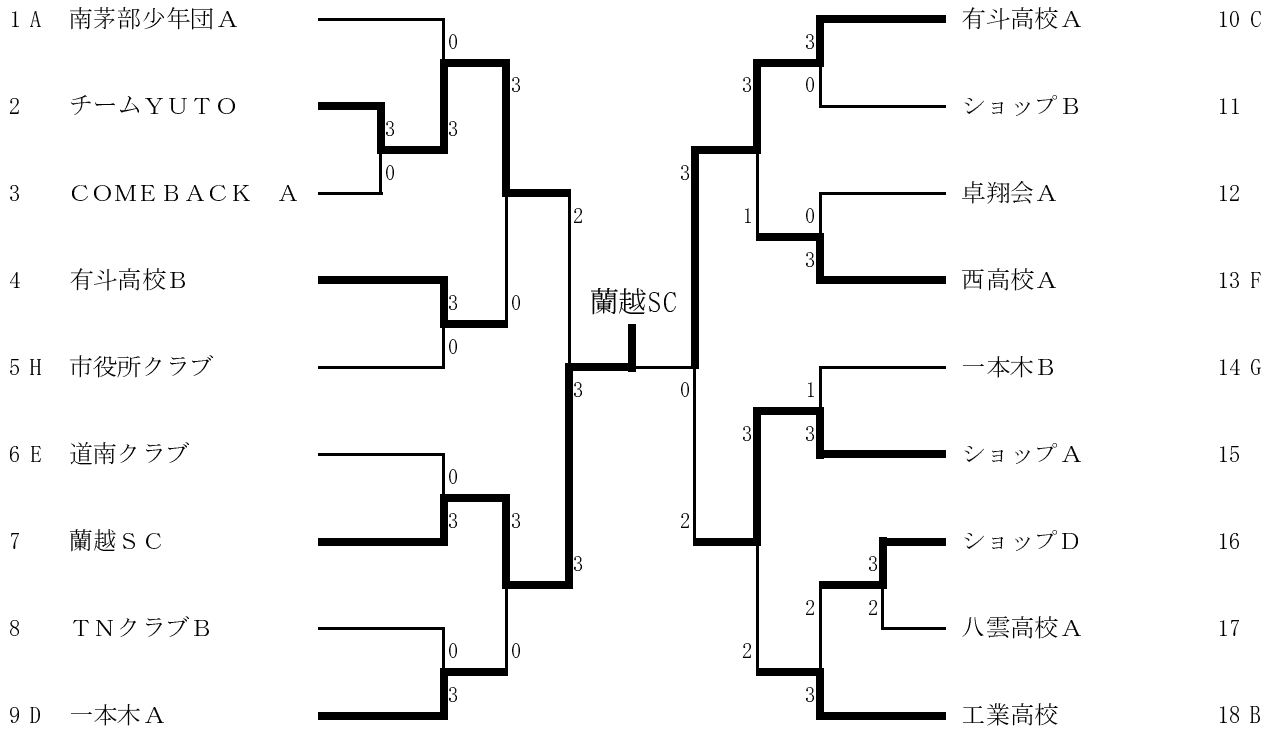 1 A 南茅部少年団A
0
3
2 チームYUTO
3
3
0
3 COMEBACK A
2
4 有斗高校B
3
0
0
5 H 市役所クラブ
蘭越SC
3
0
6 E 道南クラブ
0
3
3
7 蘭越SC
3
8 TNクラブB
0
0
3
9 D 一本木A
有斗高校A 10 C
3
3
0
ショップB 11
3
卓翔会A 12
1
0
3
西高校A 13 F
一本木B 14 G
1
3
3
ショップA 15
2
ショップD 16
3
2
2
八雲高校A 17
2
3
工業高校 18 B